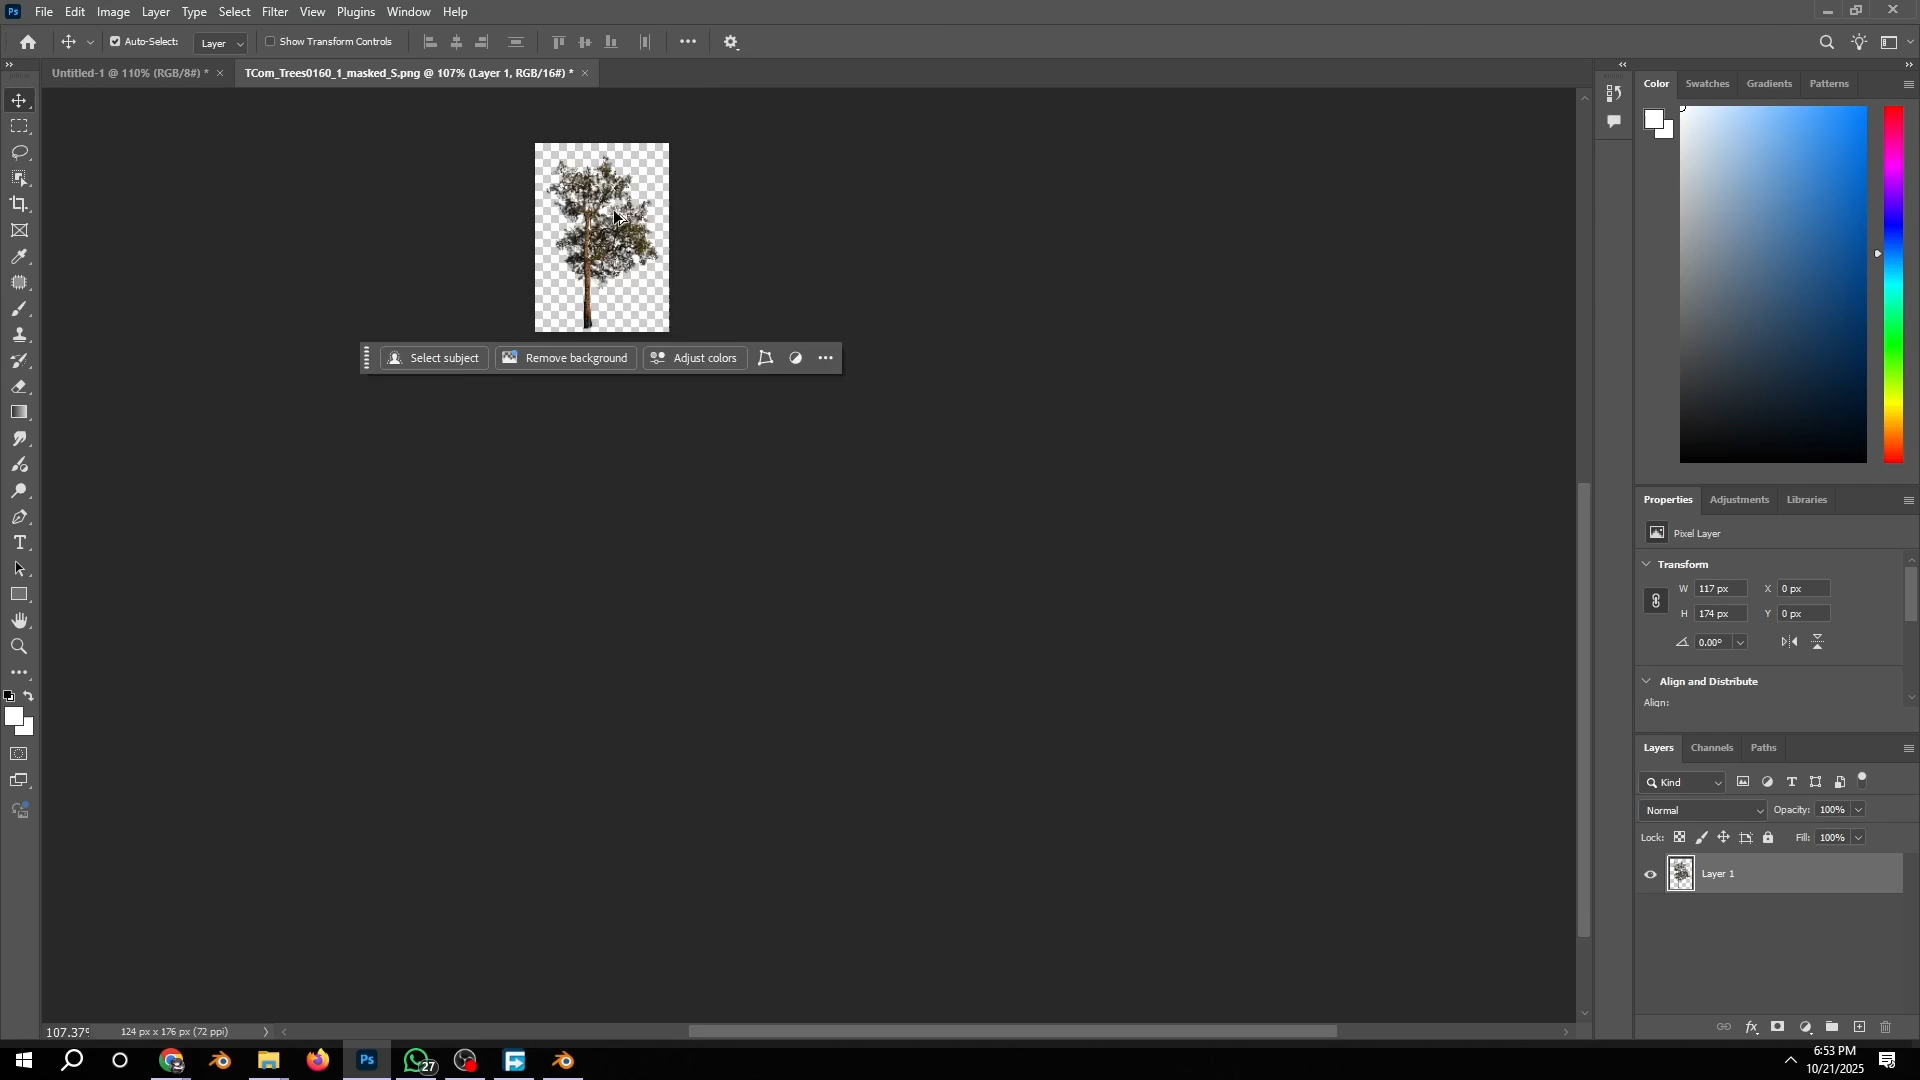 Ps File Edit Image Layer Type Select Filter View Plugins Window Help
Auto-Select: Layer Show Transform Controls
Untitled-1 @ 110% (RGB/8#) * TCom_Trees0160_1_masked_S.png @ 107% (Layer 1, RGB/16#) *
Color Swatches Gradients Patterns
Select subject Remove background Adjust colors
Properties Adjustments Libraries
Pixel Layer
Transform
W 117 px X 0 px
H 174 px Y 0 px
0.00°
Align and Distribute
Align:
Layers Channels Paths
Kind
Normal Opacity: 100%
Lock: Fill: 100%
Layer 1
107.37% 124 px x 176 px (72 ppi)
Ps 27
6:53 PM
10/21/2025